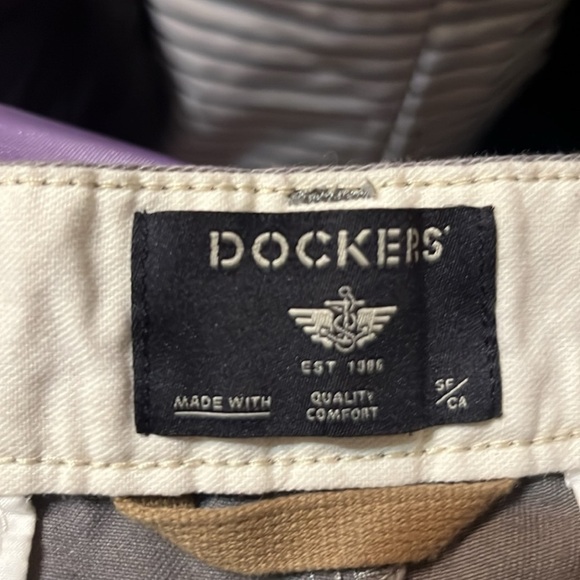 DOCKERS®
EST 1986
MADE WITH
QUALITY
COMFORT
SF/CA